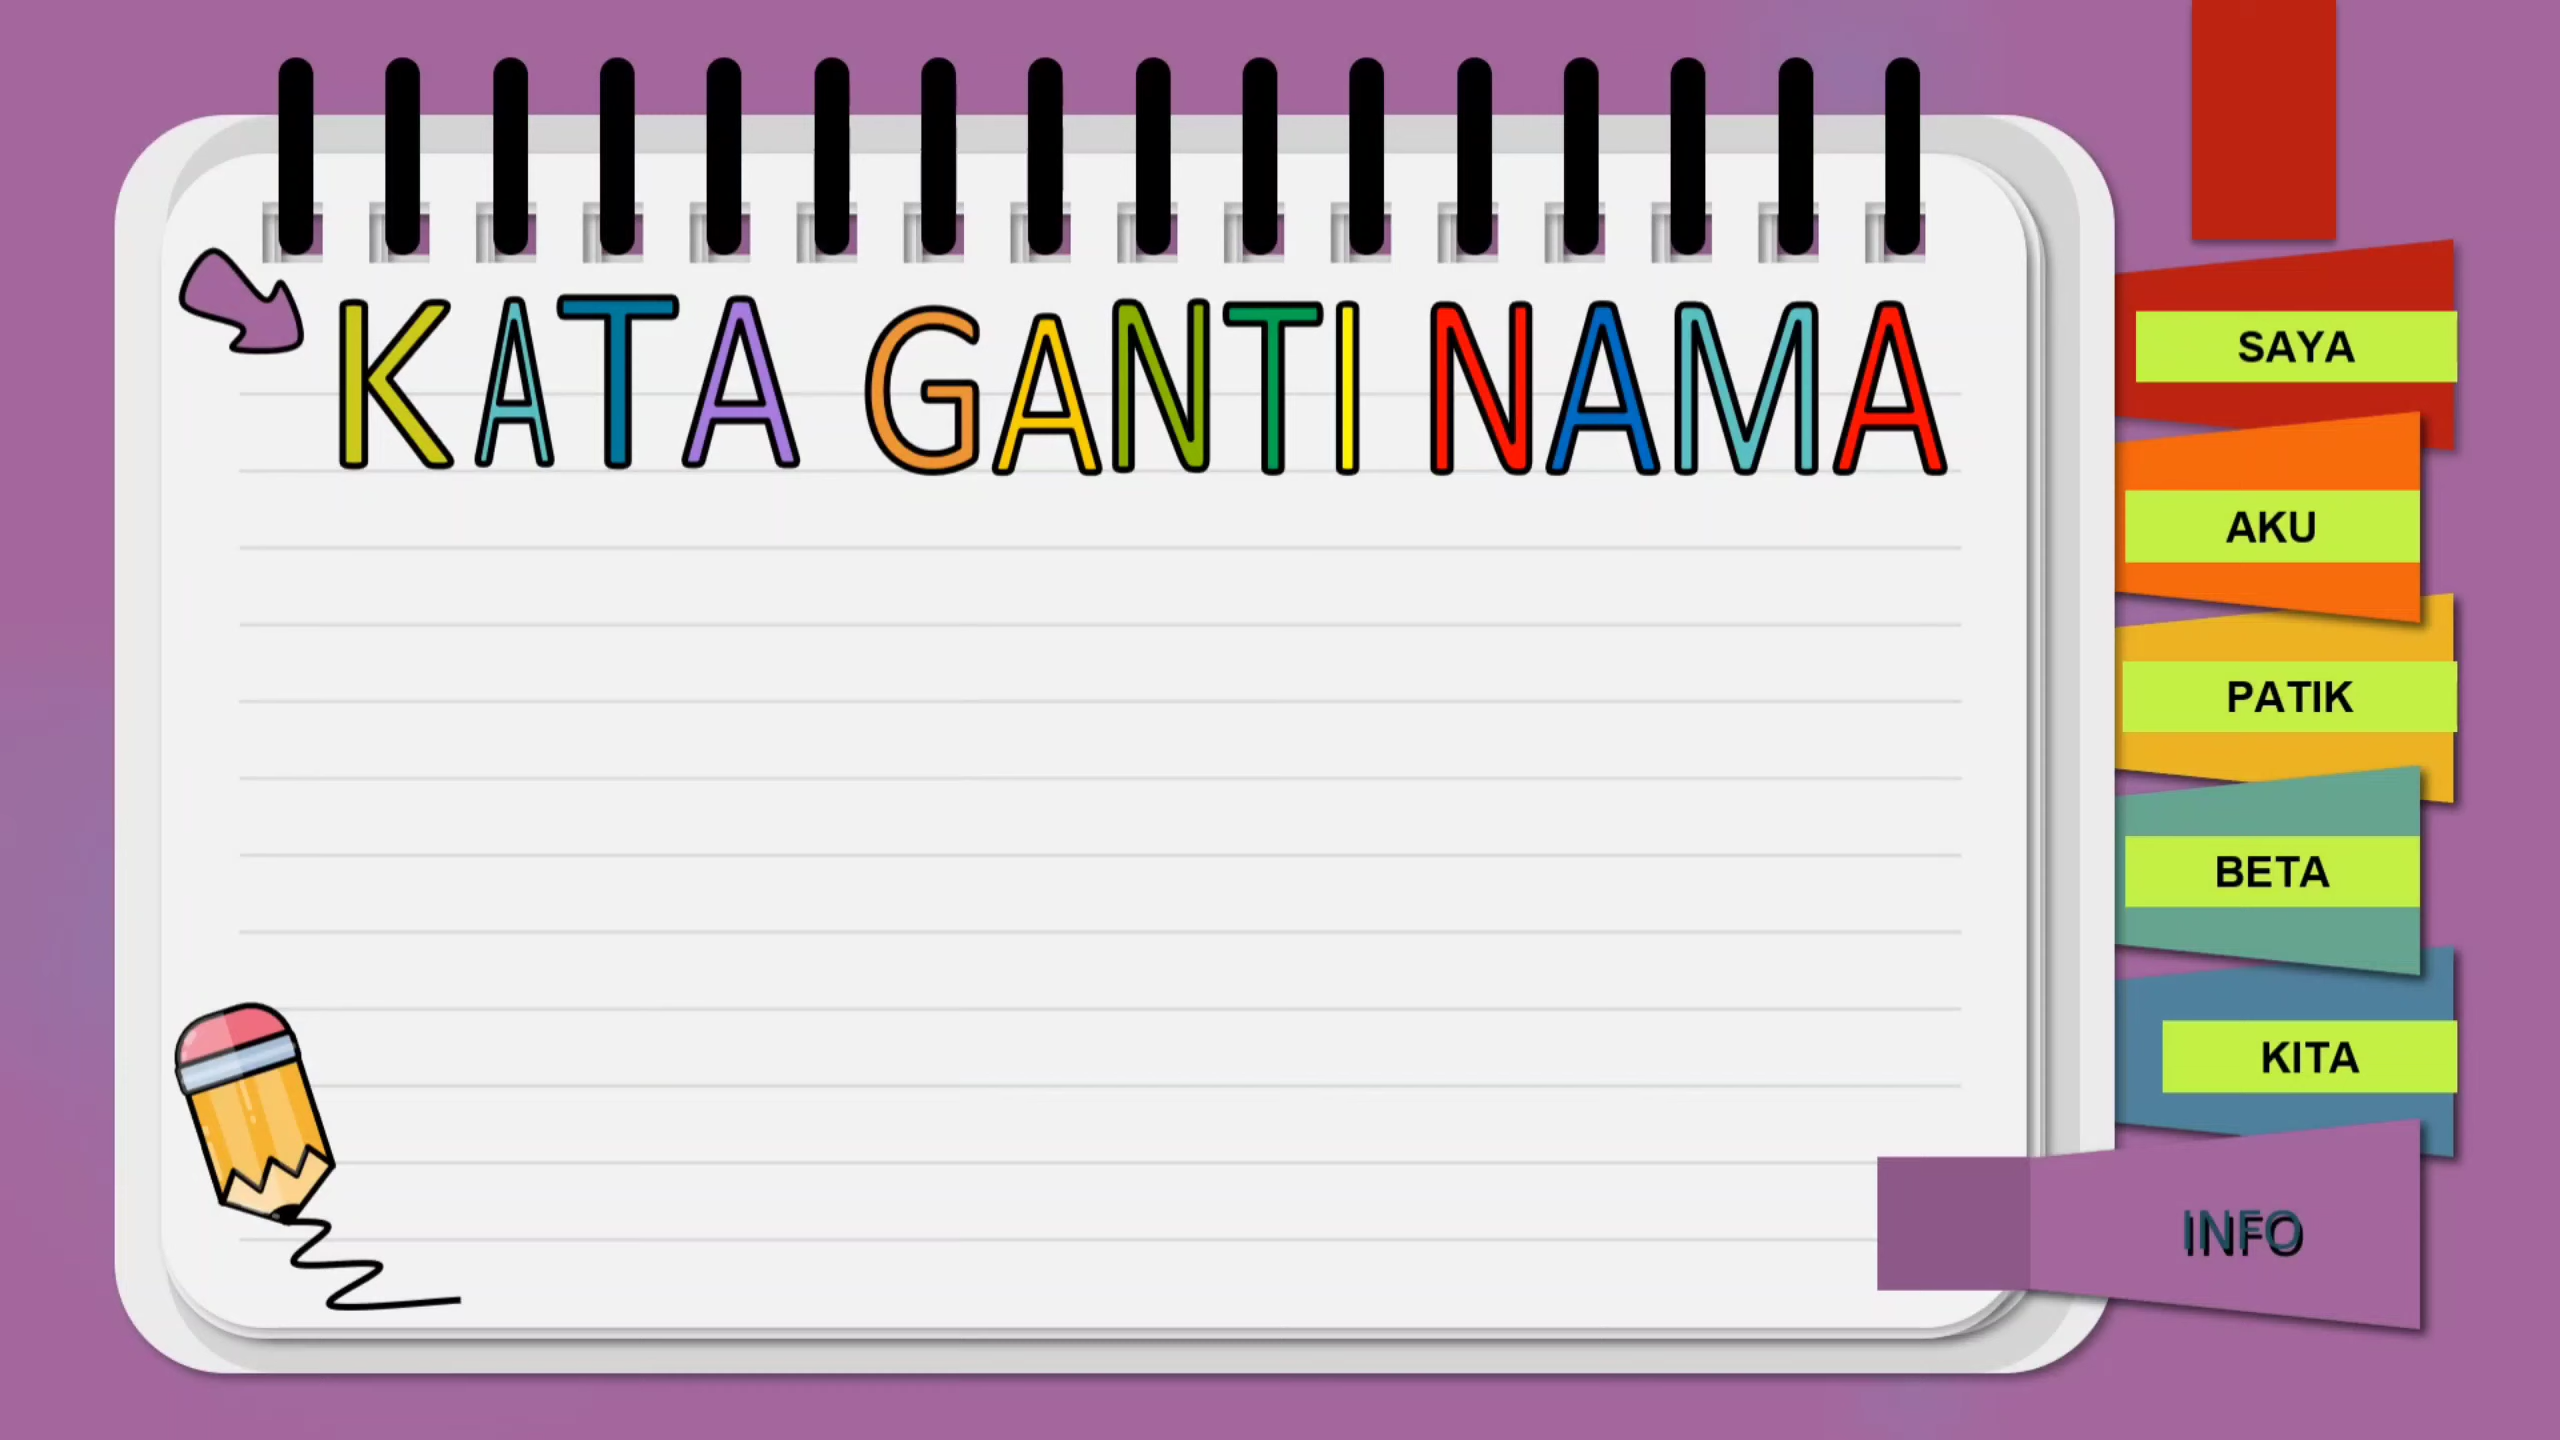 KATA GANTI NAMA
SAYA
AKU
PATIK
BETA
KITA
INFO